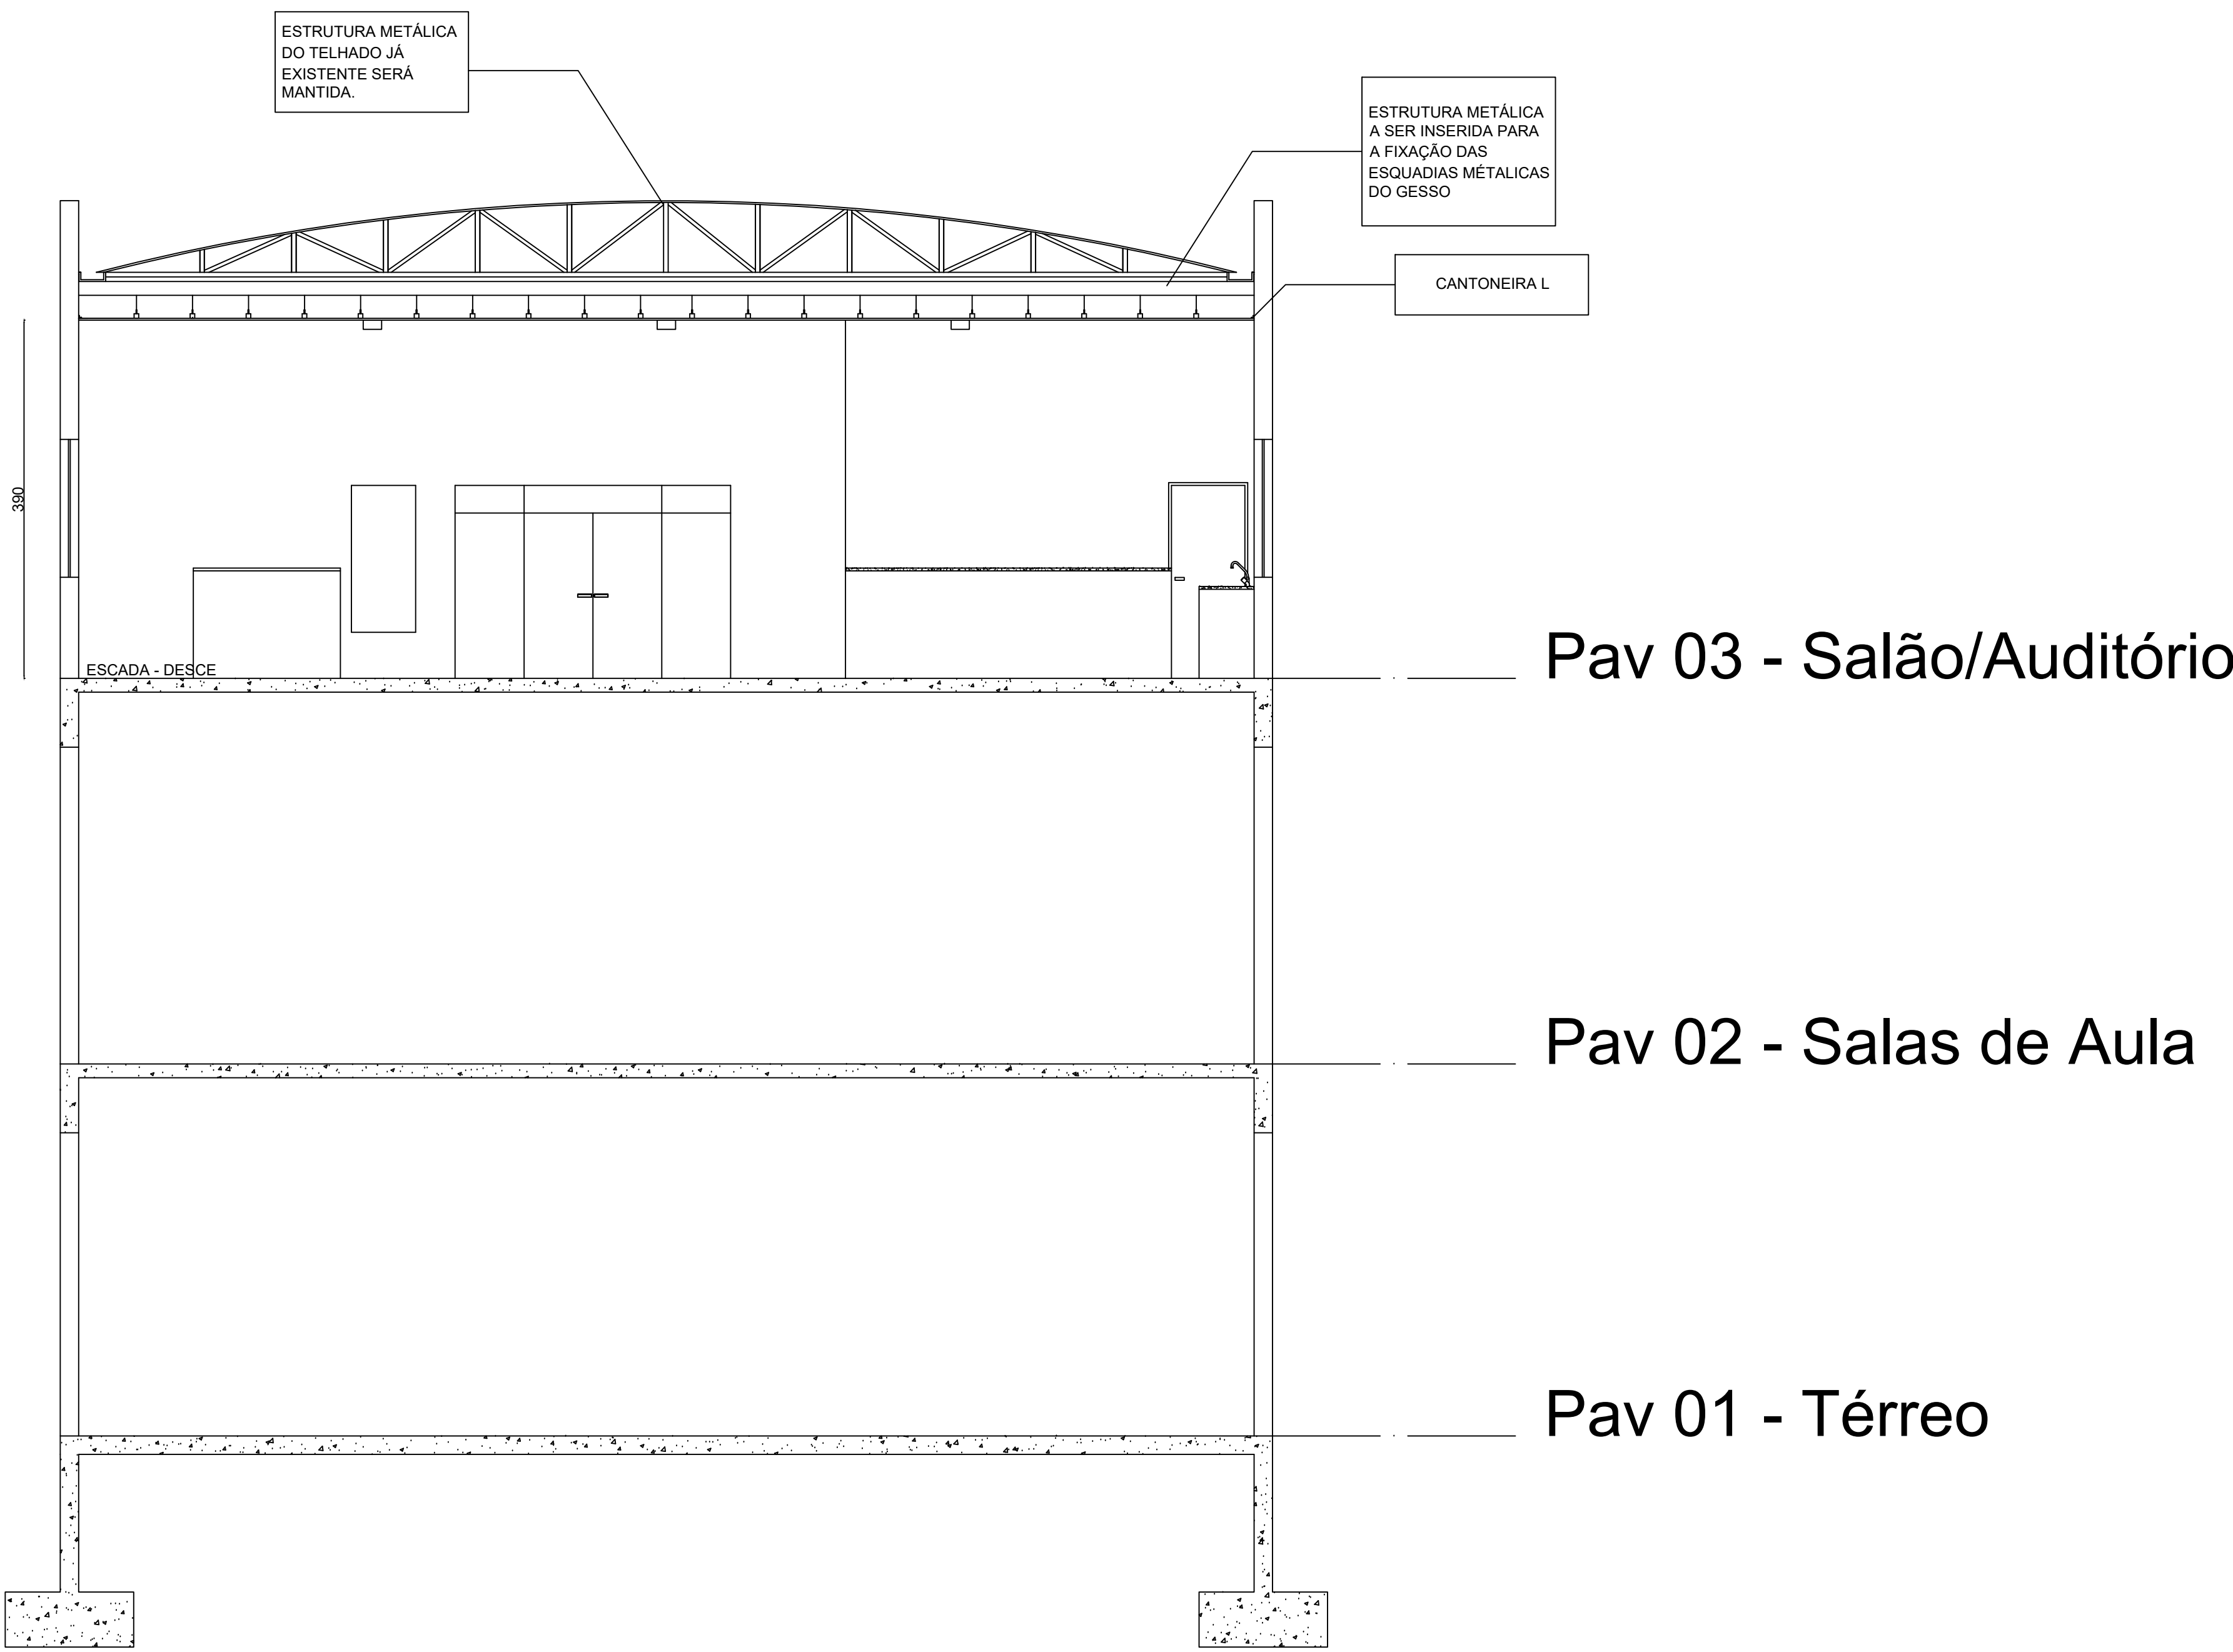 ESTRUTURA METÁLICA
DO TELHADO JÁ
EXISTENTE SERÁ
MANTIDA.
ESTRUTURA METÁLICA
A SER INSERIDA PARA
A FIXAÇÃO DAS
ESQUADIAS MÉTALICAS
DO GESSO
CANTONEIRA L
390
ESCADA - DESCE
Pav 03 - Salão/Auditório
Pav 02 - Salas de Aula
Pav 01 - Térreo